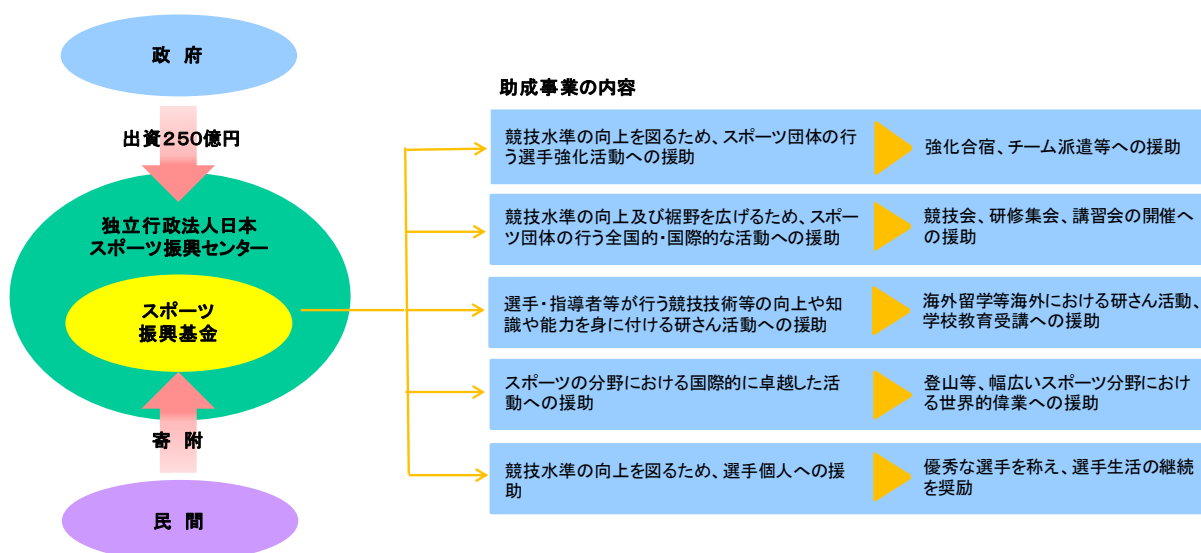 政 府
出資250億円
独立行政法人日本
スポーツ振興センター
スポーツ
振興基金
寄 附
民 間
助成事業の内容
競技水準の向上を図るため、スポーツ団体の行
う選手強化活動への援助
強化合宿、チーム派遣等への援助
競技水準の向上及び裾野を広げるため、スポー
ツ団体の行う全国的・国際的な活動への援助
競技会、研修集会、講習会の開催へ
の援助
選手・指導者等が行う競技技術等の向上や知
識や能力を身に付ける研さん活動への援助
海外留学等海外における研さん活動、
学校教育受講への援助
スポーツの分野における国際的に卓越した活
動への援助
登山等、幅広いスポーツ分野におけ
る世界的偉業への援助
競技水準の向上を図るため、選手個人への援
助
優秀な選手を称え、選手生活の継続
を奨励